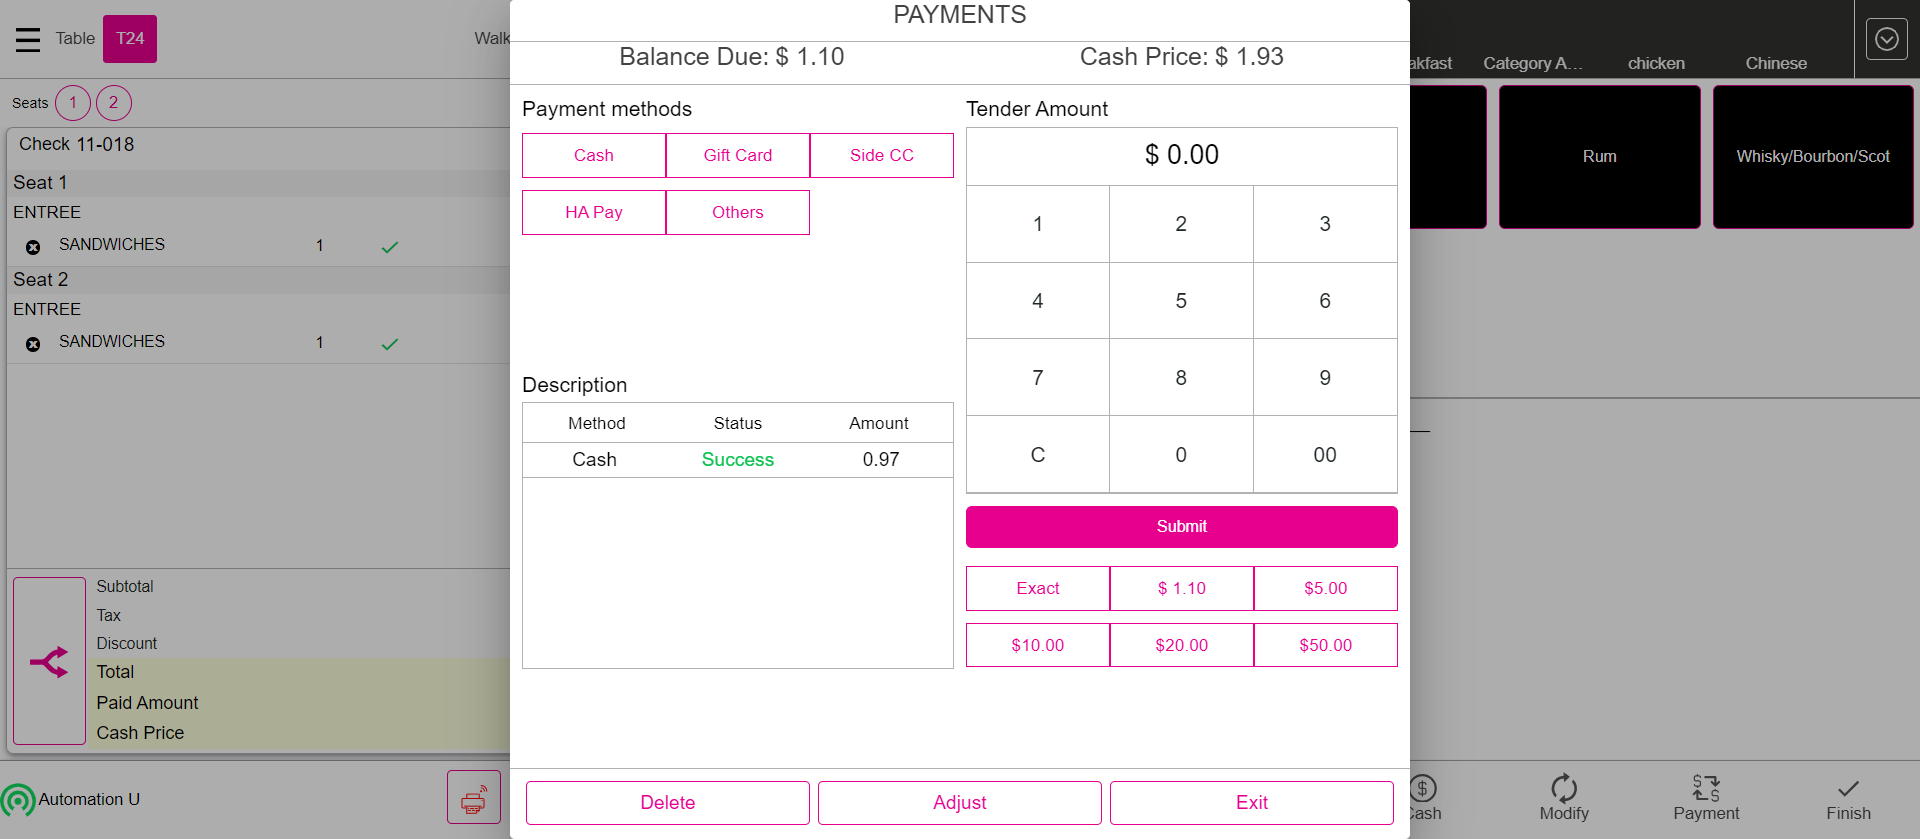 PAYMENTS
Balance Due: $ 1.10
Cash Price: $ 1.93
Table
T24
Walk
Seats
1
2
Check 11-018
Seat 1
ENTREE
SANDWICHES 1
Seat 2
ENTREE
SANDWICHES 1
Subtotal
Tax
Discount
Total
Paid Amount
Cash Price
Automation U
Payment methods
Cash
Gift Card
Side CC
HA Pay
Others
Description
Method Status Amount
Cash Success 0.97
Tender Amount
$ 0.00
1 2 3
4 5 6
7 8 9
C 0 00
Submit
Exact $ 1.10 $5.00
$10.00 $20.00 $50.00
Delete
Adjust
Exit
akfast
Category A...
chicken
Chinese
Rum
Whisky/Bourbon/Scot
Cash
Modify
Payment
Finish